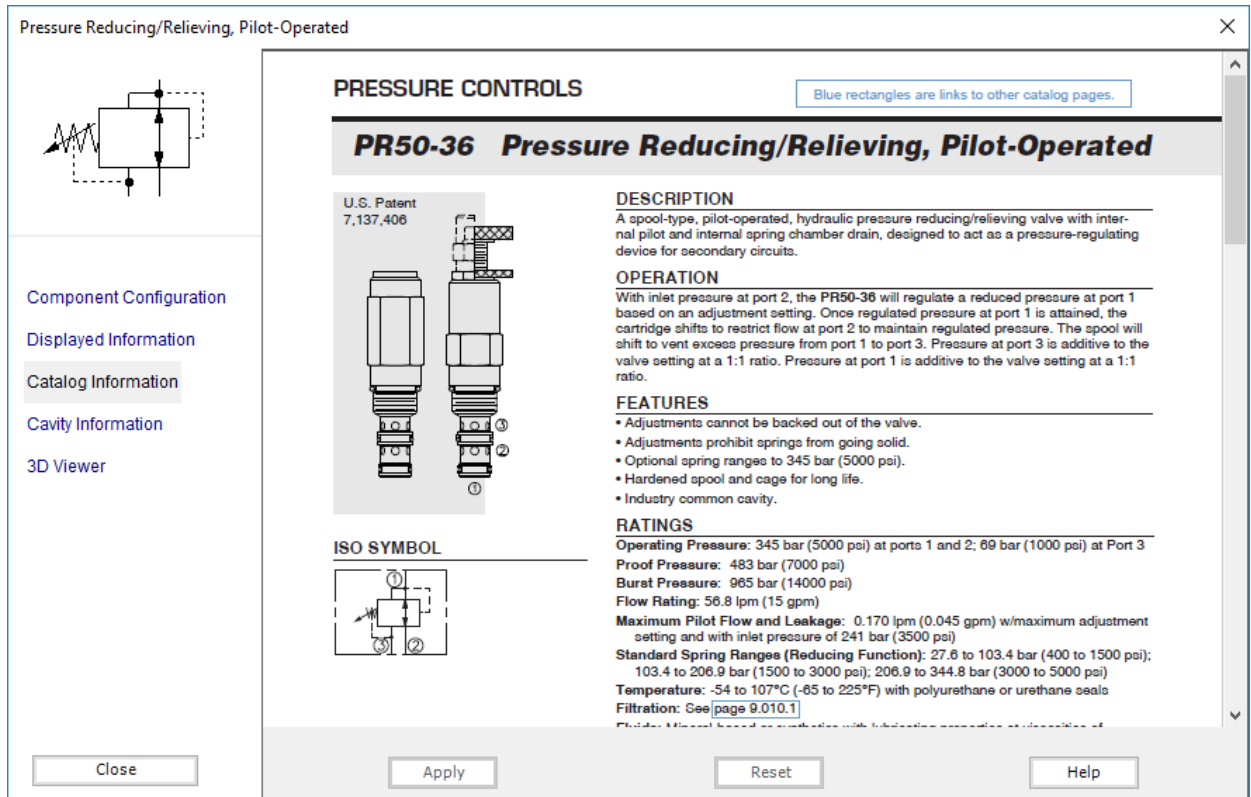 Pressure Reducing/Relieving, Pilot-Operated
Component Configuration
Displayed Information
Catalog Information
Cavity Information
3D Viewer
Close
PRESSURE CONTROLS
Blue rectangles are links to other catalog pages.
PR50-36 Pressure Reducing/Relieving, Pilot-Operated
U.S. Patent
7,137,406
③
②
①
ISO SYMBOL
①
③ ②
DESCRIPTION
A spool-type, pilot-operated, hydraulic pressure reducing/relieving valve with inter-
nal pilot and internal spring chamber drain, designed to act as a pressure-regulating
device for secondary circuits.
OPERATION
With inlet pressure at port 2, the PR50-36 will regulate a reduced pressure at port 1
based on an adjustment setting. Once regulated pressure at port 1 is attained, the
cartridge shifts to restrict flow at port 2 to maintain regulated pressure. The spool will
shift to vent excess pressure from port 1 to port 3. Pressure at port 3 is additive to the
valve setting at a 1:1 ratio. Pressure at port 1 is additive to the valve setting at a 1:1
ratio.
FEATURES
• Adjustments cannot be backed out of the valve.
• Adjustments prohibit springs from going solid.
• Optional spring ranges to 345 bar (5000 psi).
• Hardened spool and cage for long life.
• Industry common cavity.
RATINGS
Operating Pressure: 345 bar (5000 psi) at ports 1 and 2; 69 bar (1000 psi) at Port 3
Proof Pressure: 483 bar (7000 psi)
Burst Pressure: 965 bar (14000 psi)
Flow Rating: 56.8 lpm (15 gpm)
Maximum Pilot Flow and Leakage: 0.170 lpm (0.045 gpm) w/maximum adjustment
setting and with inlet pressure of 241 bar (3500 psi)
Standard Spring Ranges (Reducing Function): 27.6 to 103.4 bar (400 to 1500 psi);
103.4 to 206.9 bar (1500 to 3000 psi); 206.9 to 344.8 bar (3000 to 5000 psi)
Temperature: -54 to 107°C (-65 to 225°F) with polyurethane or urethane seals
Filtration: See page 9.010.1
Fluids: Mineral-based or synthetics with lubricating properties at viscosities of
Apply
Reset
Help